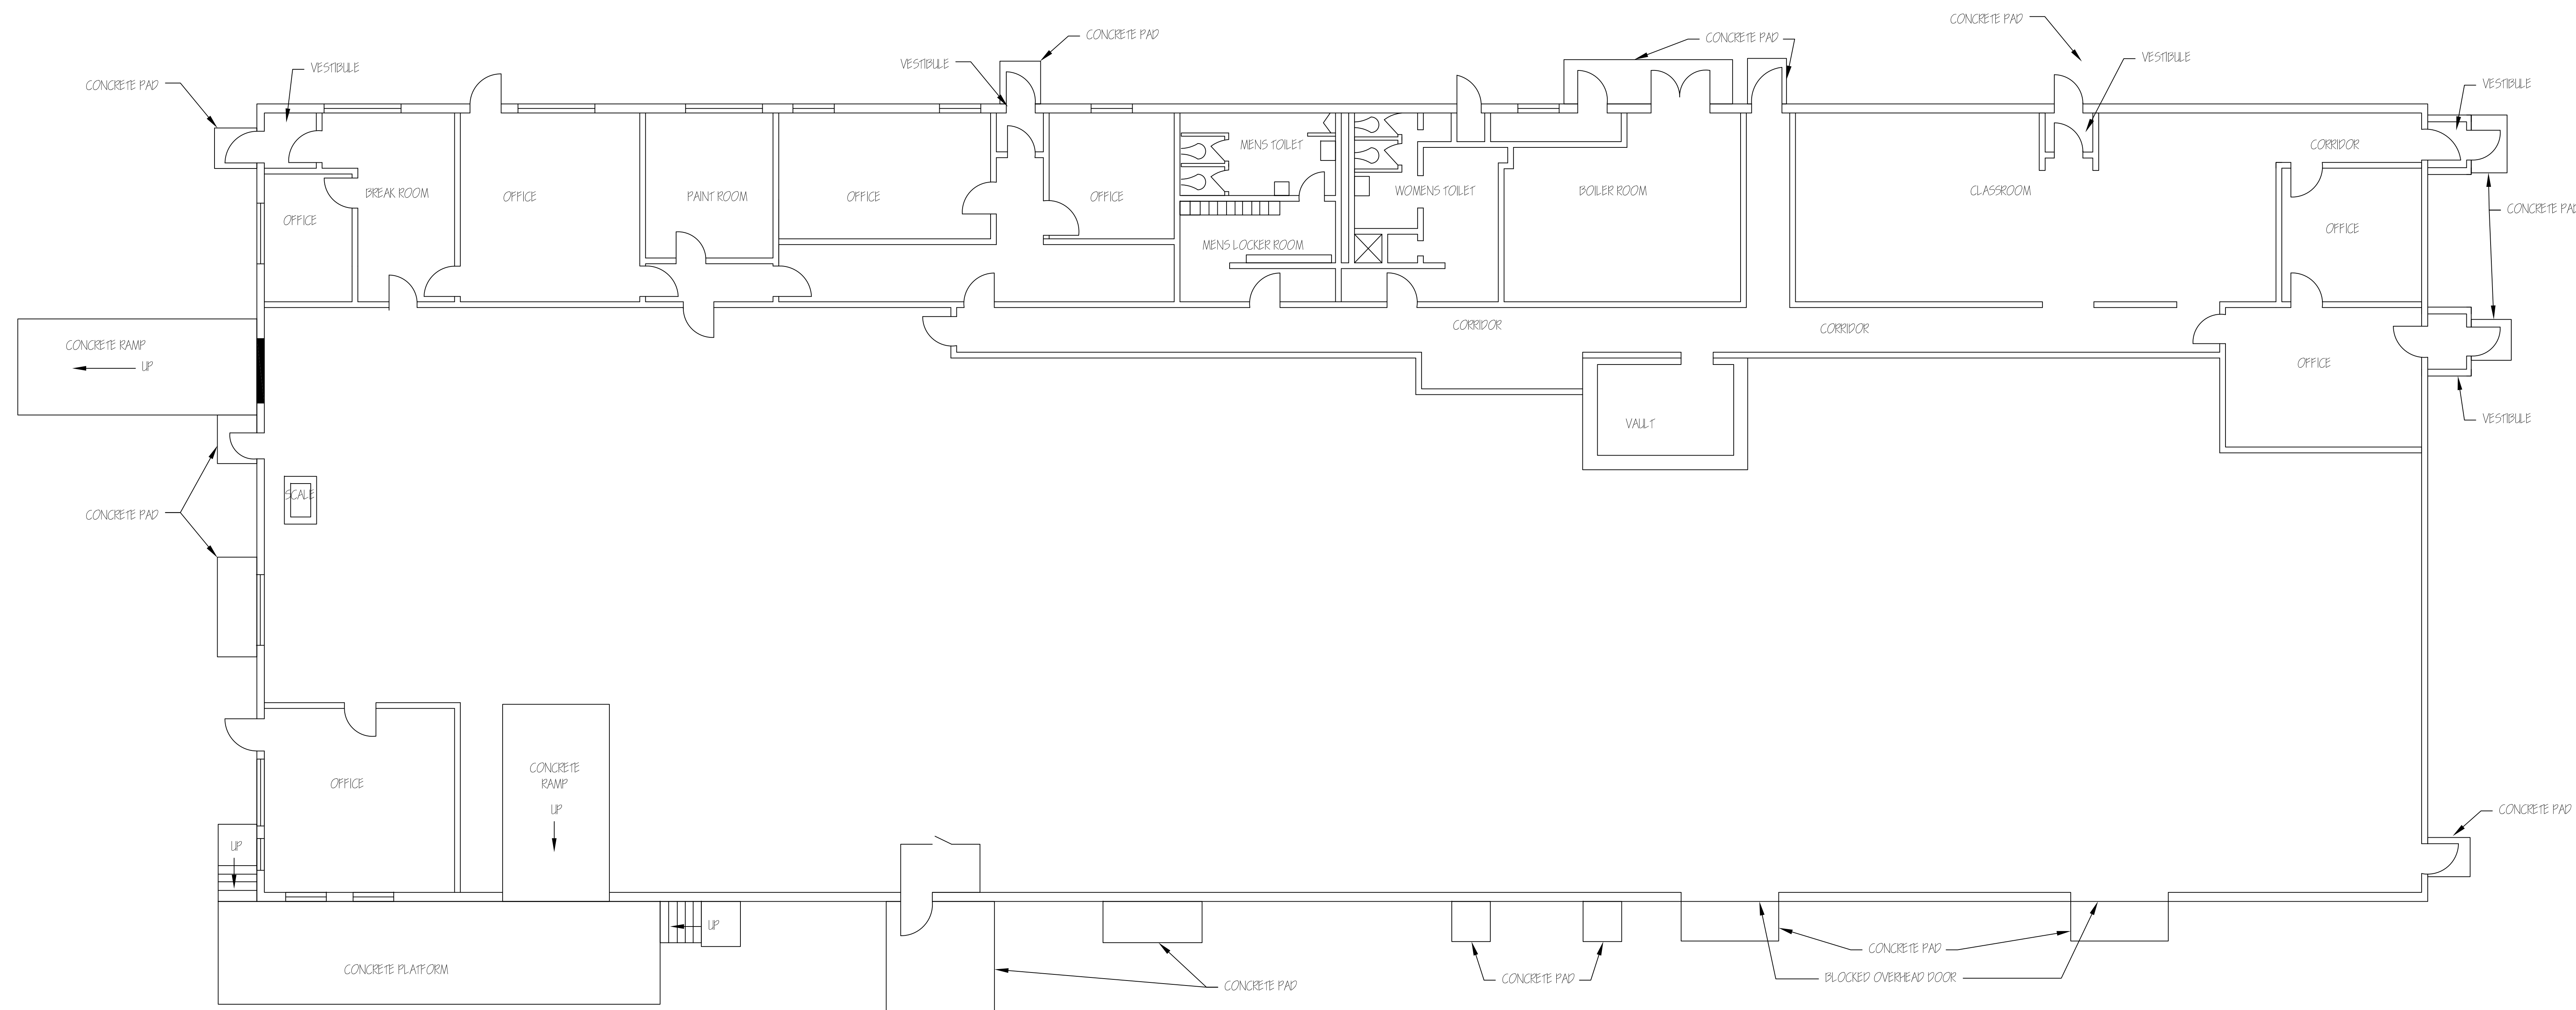 CONCRETE PAD
CONCRETE PAD
CONCRETE PAD
VESTIBULE
VESTIBULE
VESTIBULE
CONCRETE PAD
VESTIBULE
MENS TOILET
CORRIDOR
BREAK ROOM
OFFICE
PAINT ROOM
OFFICE
OFFICE
WOMENS TOILET
BOILER ROOM
CLASSROOM
CONCRETE PAD
OFFICE
OFFICE
MENS LOCKER ROOM
CORRIDOR
CORRIDOR
CONCRETE RAMP
UP
OFFICE
VESTIBULE
VAULT
SCALE
CONCRETE PAD
CONCRETE
RAMP
UP
OFFICE
CONCRETE PAD
UP
UP
CONCRETE PAD
CONCRETE PLATFORM
BLOCKED OVERHEAD DOOR
CONCRETE PAD
CONCRETE PAD